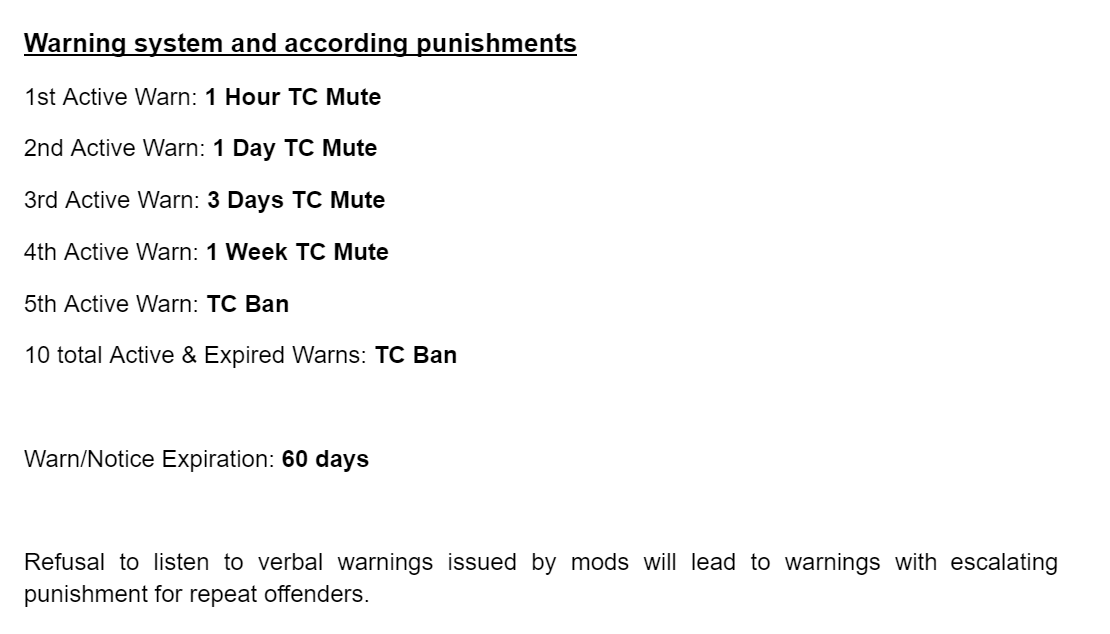 Warning system and according punishments
1st Active Warn: 1 Hour TC Mute
2nd Active Warn: 1 Day TC Mute
3rd Active Warn: 3 Days TC Mute
4th Active Warn: 1 Week TC Mute
5th Active Warn: TC Ban
10 total Active & Expired Warns: TC Ban
Warn/Notice Expiration: 60 days
Refusal to listen to verbal warnings issued by mods will lead to warnings with escalating
punishment for repeat offenders.